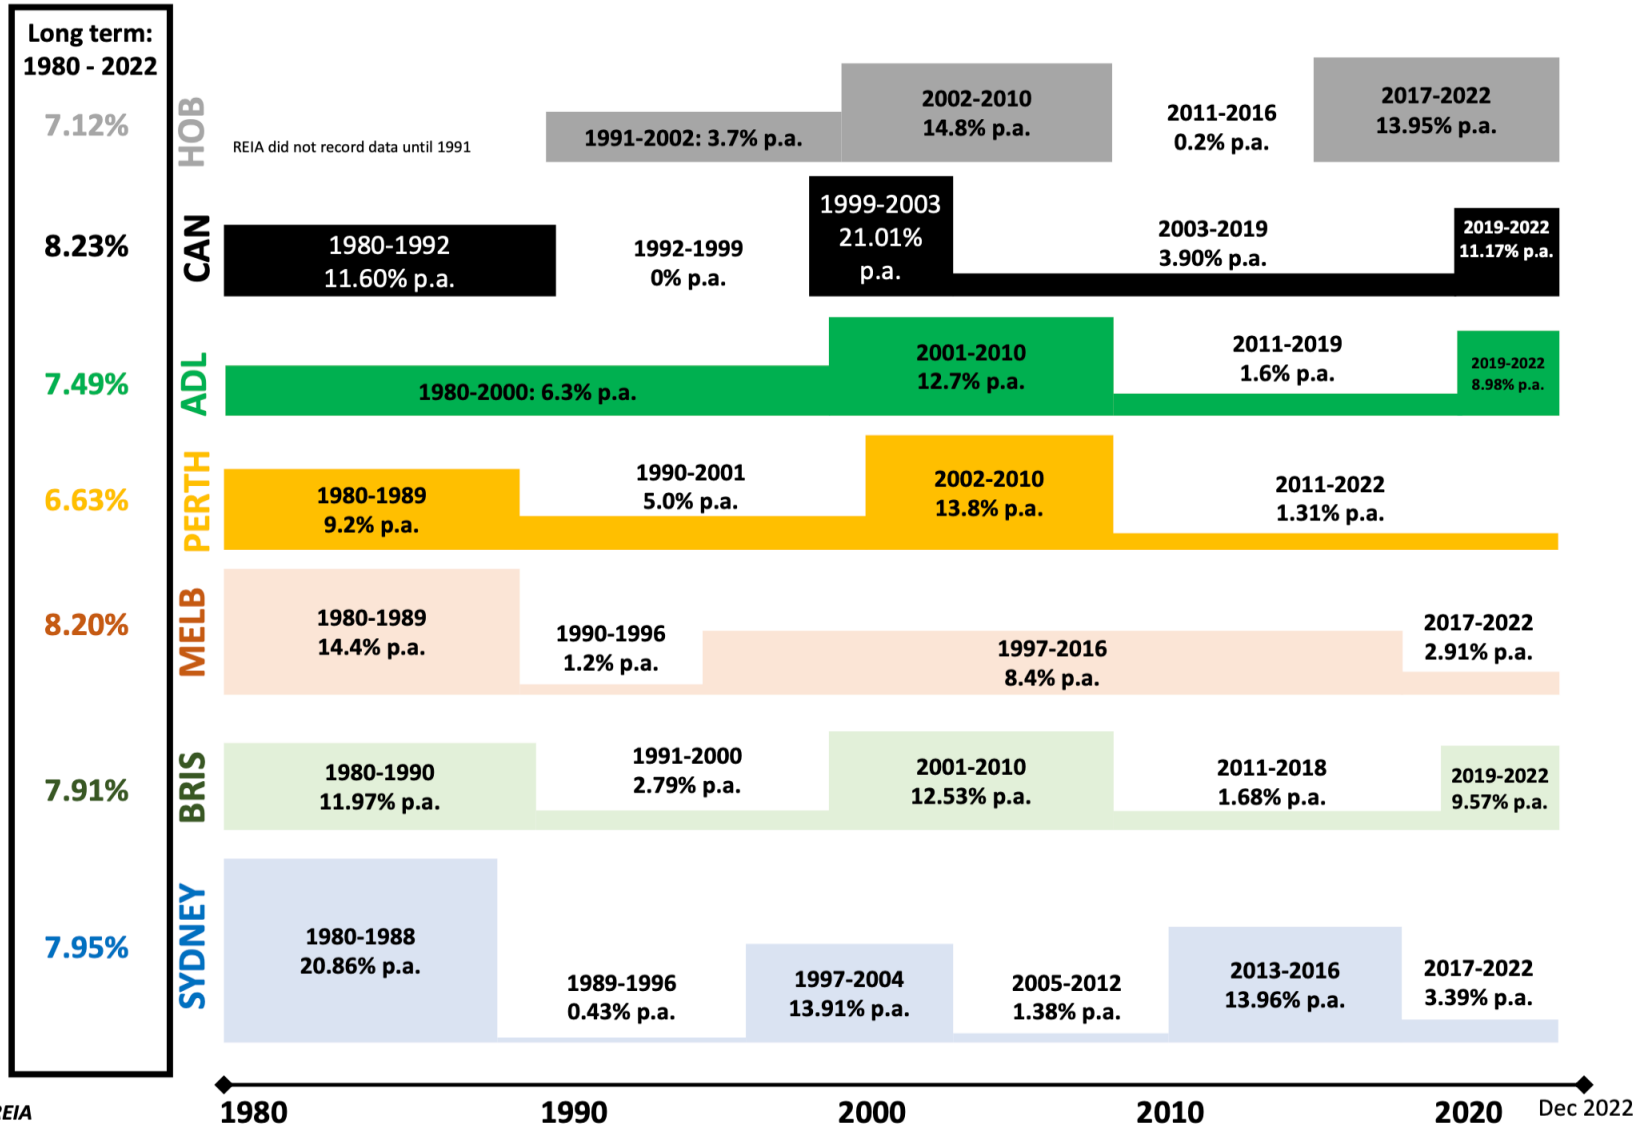 Long term:
1980 - 2022
7.12%
HOB
REIA did not record data until 1991
1991-2002: 3.7% p.a.
2002-2010
14.8% p.a.
2011-2016
0.2% p.a.
2017-2022
13.95% p.a.
8.23%
CAN
1980-1992
11.60% p.a.
1992-1999
0% p.a.
1999-2003
21.01%
p.a.
2003-2019
3.90% p.a.
2019-2022
11.17% p.a.
7.49%
ADL
1980-2000: 6.3% p.a.
2001-2010
12.7% p.a.
2011-2019
1.6% p.a.
2019-2022
8.98% p.a.
6.63%
PERTH
1980-1989
9.2% p.a.
1990-2001
5.0% p.a.
2002-2010
13.8% p.a.
2011-2022
1.31% p.a.
8.20%
MELB
1980-1989
14.4% p.a.
1990-1996
1.2% p.a.
1997-2016
8.4% p.a.
2017-2022
2.91% p.a.
7.91%
BRIS
1980-1990
11.97% p.a.
1991-2000
2.79% p.a.
2001-2010
12.53% p.a.
2011-2018
1.68% p.a.
2019-2022
9.57% p.a.
7.95%
SYDNEY
1980-1988
20.86% p.a.
1989-1996
0.43% p.a.
1997-2004
13.91% p.a.
2005-2012
1.38% p.a.
2013-2016
13.96% p.a.
2017-2022
3.39% p.a.
REIA
1980 1990 2000 2010 2020 Dec 2022